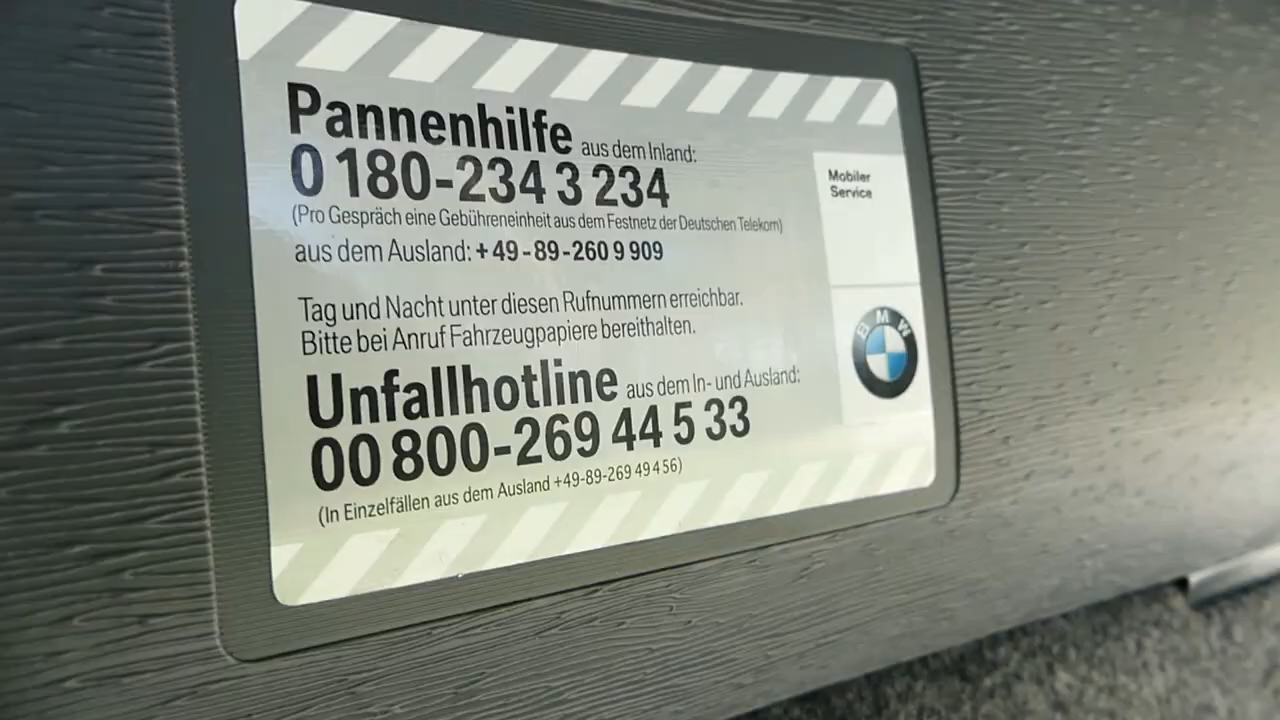 Pannenhilfe aus dem Inland:
0 180-234 3 234
(Pro Gespräch eine Gebühreneinheit aus dem Festnetz der Deutschen Telekom)
aus dem Ausland: +49-89-260 9 909
Tag und Nacht unter diesen Rufnummern erreichbar.
Bitte bei Anruf Fahrzeugpapiere bereithalten.
Unfallhotline aus dem In- und Ausland:
00 800-269 44 5 33
(In Einzelfällen aus dem Ausland +49-89-269 49 4 56)
Mobiler
Service
BMW